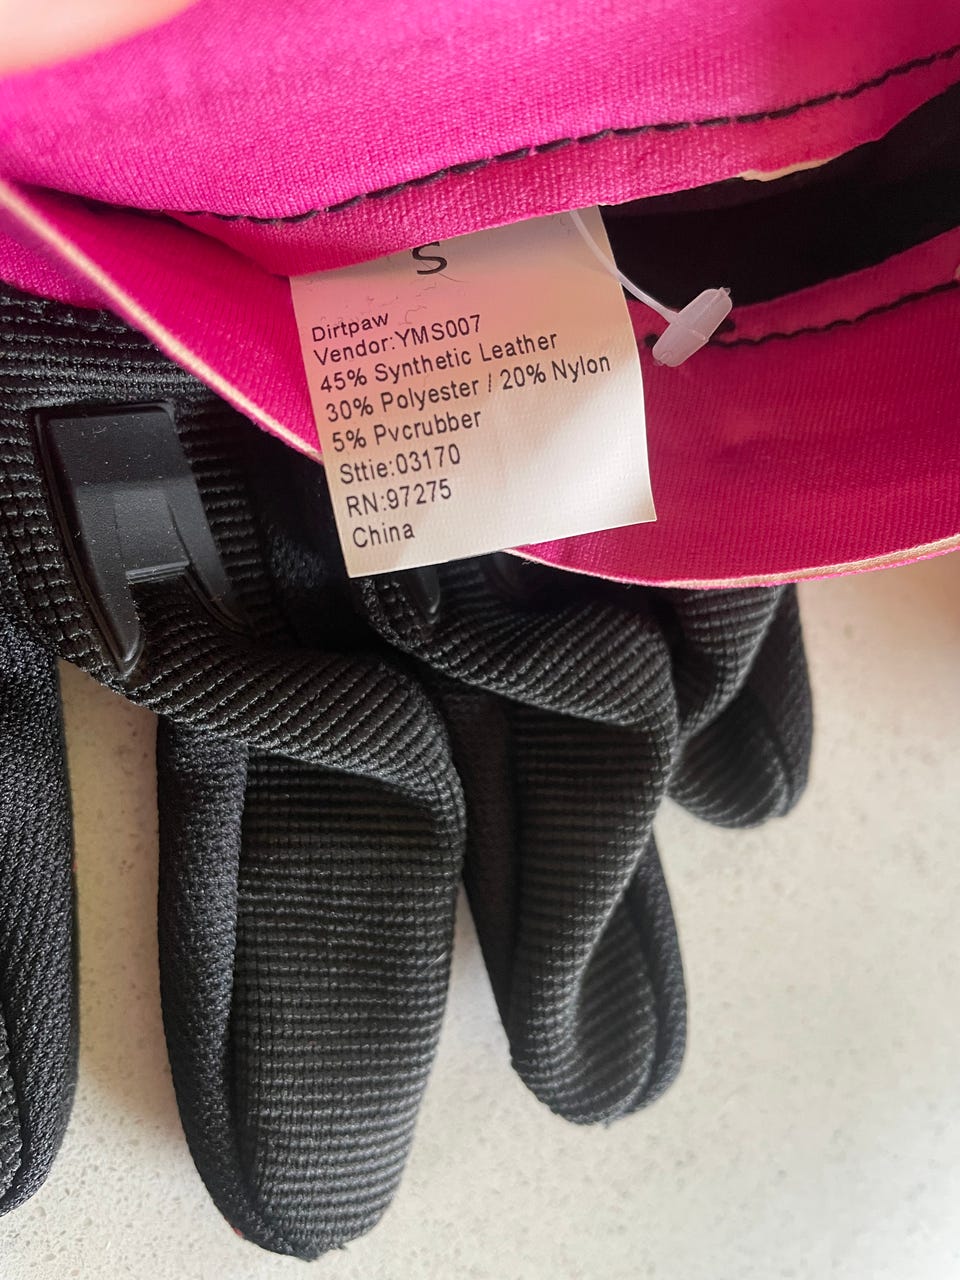 S
Dirtpaw
Vendor:YMS007
45% Synthetic Leather
30% Polyester / 20% Nylon
5% Pvcrubber
Sttie:03170
RN:97275
China